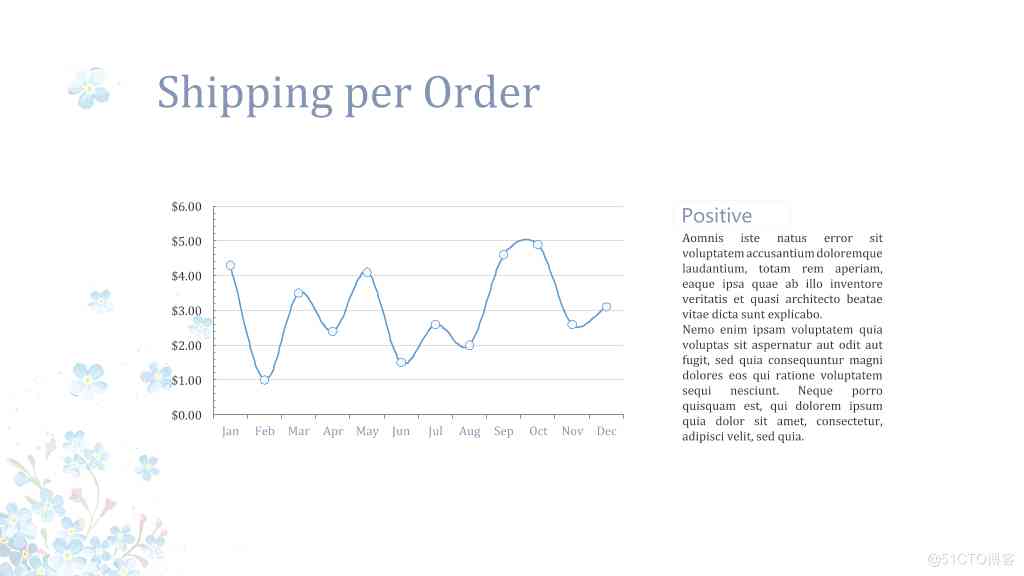 Shipping per Order
$6.00
$5.00
$4.00
$3.00
$2.00
$1.00
$0.00
Jan Feb Mar Apr May Jun Jul Aug Sep Oct Nov Dec
Positive
Aomnis iste natus error sit
voluptatem accusantium doloremque
laudantium, totam rem aperiam,
eaque ipsa quae ab illo inventore
veritatis et quasi architecto beatae
vitae dicta sunt explicabo.
Nemo enim ipsam voluptatem quia
voluptas sit aspernatur aut odit aut
fugit, sed quia consequuntur magni
dolores eos qui ratione voluptatem
sequi nesciunt. Neque porro
quisquam est, qui dolorem ipsum
quia dolor sit amet, consectetur,
adipisci velit, sed quia.
@51CTO博客